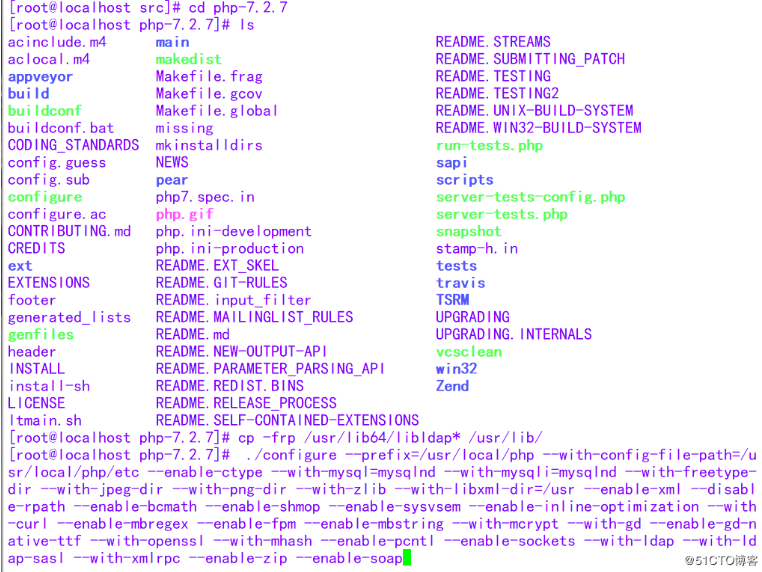 [root@localhost src]# cd php-7.2.7
[root@localhost php-7.2.7]# ls
acinclude.m4 main README.STREAMS
aclocal.m4 makedist README.SUBMITTING_PATCH
appveyor Makefile.frag README.TESTING
build Makefile.gcov README.TESTING2
buildconf Makefile.global README.UNIX-BUILD-SYSTEM
buildconf.bat missing README.WIN32-BUILD-SYSTEM
CODING_STANDARDS mkinstalldirs run-tests.php
config.guess NEWS sapi
config.sub pear scripts
configure php7.spec.in server-tests-config.php
configure.ac php.gif server-tests.php
CONTRIBUTING.md php.ini-development snapshot
CREDITS php.ini-production stamp-h.in
ext README.EXT_SKEL tests
EXTENSIONS README.GIT-RULES travis
footer README.input_filter TSRM
generated_lists README.MAILINGLIST_RULES UPGRADING
genfiles README.md UPGRADING.INTERNALS
header README.NEW-OUTPUT-API vcsclean
INSTALL README.PARAMETER_PARSING_API win32
install-sh README.REDIST.BINS Zend
LICENSE README.RELEASE_PROCESS
ltmain.sh README.SELF-CONTAINED-EXTENSIONS
[root@localhost php-7.2.7]# cp -frp /usr/lib64/libldap* /usr/lib/
[root@localhost php-7.2.7]# ./configure --prefix=/usr/local/php --with-config-file-path=/u
sr/local/php/etc --enable-ctype --with-mysql=mysqlnd --with-mysqli=mysqlnd --with-freetype-
dir --with-jpeg-dir --with-png-dir --with-zlib --with-libxml-dir=/usr --enable-xml --disabl
e-rpath --enable-bcmath --enable-shmop --enable-sysvsem --enable-inline-optimization --with
-curl --enable-mbregex --enable-fpm --enable-mbstring --with-mcrypt --with-gd --enable-gd-n
ative-ttf --with-openssl --with-mhash --enable-pcntl --enable-sockets --with-ldap --with-ld
ap-sasl --with-xmlrpc --enable-zip --enable-soap
@51CTO博客